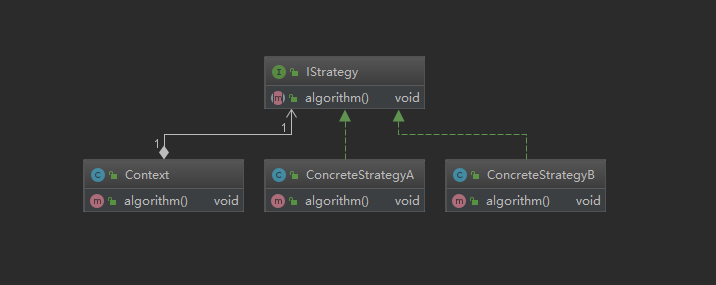 I IStrategy
m algorithm() void
1
1
C Context
m algorithm() void
C ConcreteStrategyA
m algorithm() void
C ConcreteStrategyB
m algorithm() void